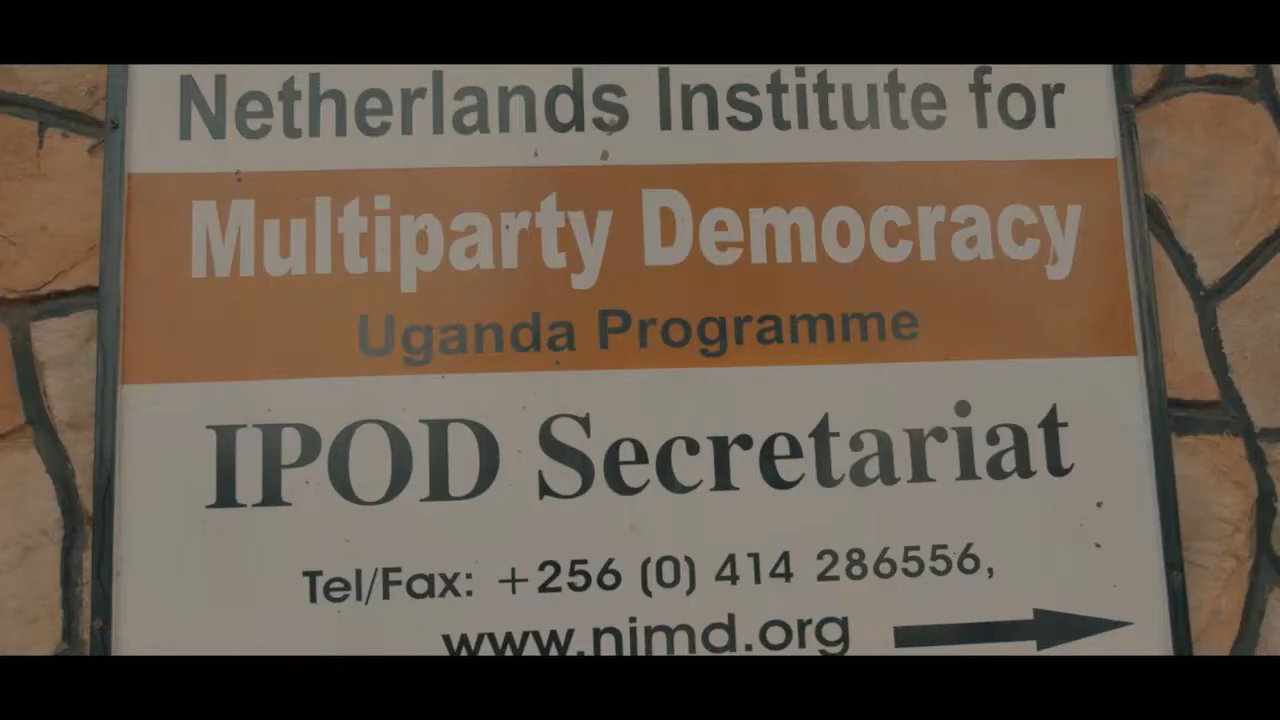 Netherlands Institute for
Multiparty Democracy
Uganda Programme
IPOD Secretariat
Tel/Fax: +256 (0) 414 286556,
www.nimd.org